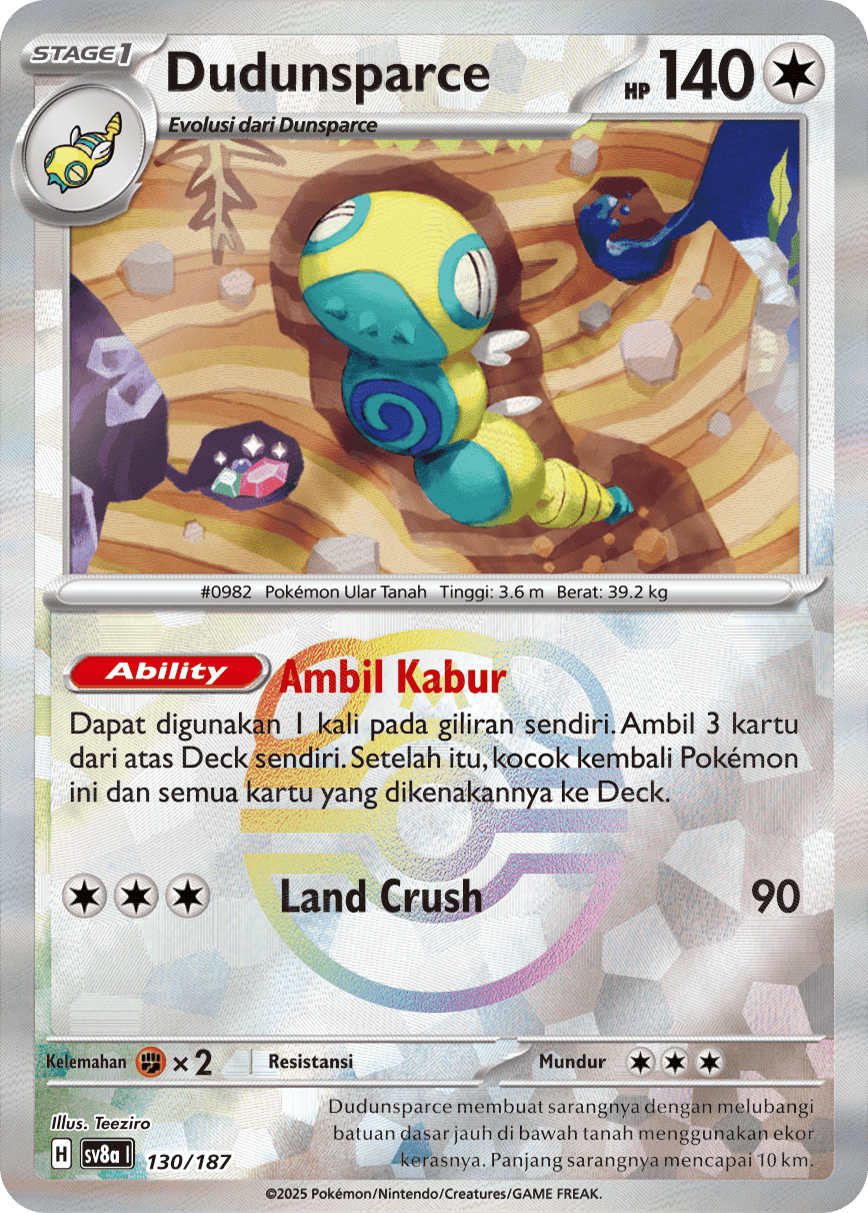 STAGE1
Dudunsparce
HP 140
Evolusi dari Dunsparce
#0982 Pokémon Ular Tanah Tinggi: 3.6 m Berat: 39.2 kg
Ability Ambil Kabur
Dapat digunakan 1 kali pada giliran sendiri. Ambil 3 kartu
dari atas Deck sendiri. Setelah itu, kocok kembali Pokémon
ini dan semua kartu yang dikenakannya ke Deck.
Land Crush 90
Kelemahan ×2 Resistansi Mundur
Illus. Teeziro
H sv8a I 130/187
Dudunsparce membuat sarangnya dengan melubangi
batuan dasar jauh di bawah tanah menggunakan ekor
kerasnya. Panjang sarangnya mencapai 10 km.
©2025 Pokémon/Nintendo/Creatures/GAME FREAK.